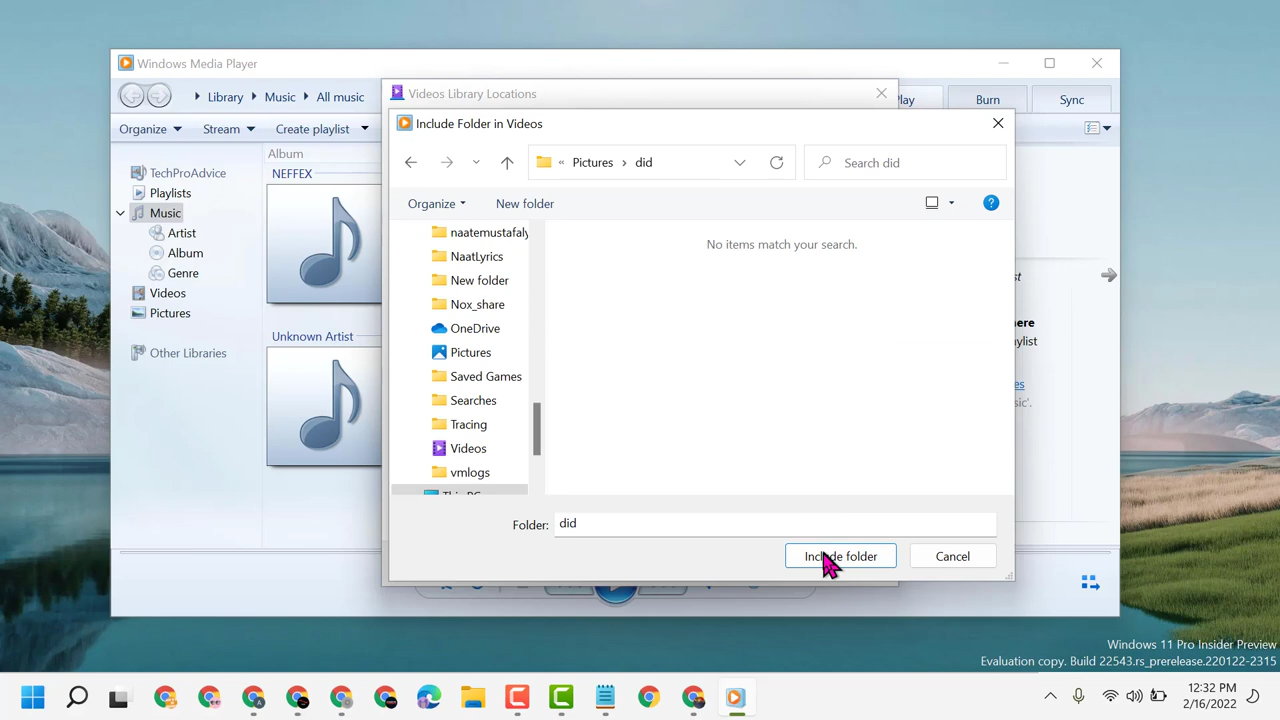 Windows Media Player
Library Music All music
Play
Burn
Sync
Organize
Stream
Create playlist
TechProAdvice
Playlists
Music
Artist
Album
Genre
Videos
Pictures
Other Libraries
Album
NEFFEX
Unknown Artist
Videos Library Locations
Include Folder in Videos
« Pictures > did
Search did
Organize
New folder
?
naatemustafaly
NaatLyrics
New folder
Nox_share
OneDrive
Pictures
Saved Games
Searches
Tracing
Videos
vmlogs
No items match your search.
Folder: did
Include folder
Cancel
Windows 11 Pro Insider Preview
Evaluation copy. Build 22543.rs_prerelease.220122-2315
12:32 PM
2/16/2022